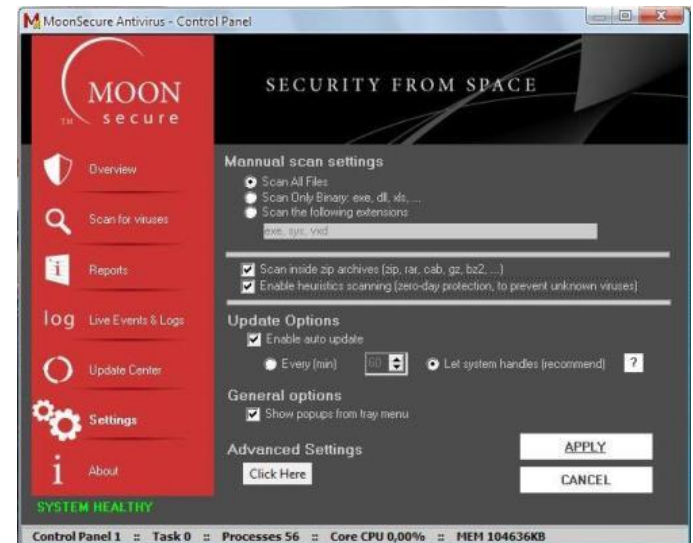 MoonSecure Antivirus - Control Panel
MOON
TM secure
SECURITY FROM SPACE
Overview
Scan for viruses
Reports
log Live Events & Logs
Update Center
Settings
About
SYSTEM HEALTHY
Mannual scan settings
Scan All Files
Scan Only Binary: exe, dll, xls, ...
Scan the following extensions
exe, sys, vxd
Scan inside zip archives (zip, rar, cab, gz, bz2, ...)
Enable heuristics scanning (zero-day protection, to prevent unknown viruses)
Update Options
Enable auto update
Every (min) 60 Let system handles (recommend) ?
General options
Show popups from tray menu
Advanced Settings
Click Here
APPLY
CANCEL
Control Panel 1 :: Task 0 :: Processes 56 :: Core CPU 0,00% :: MEM 104636KB